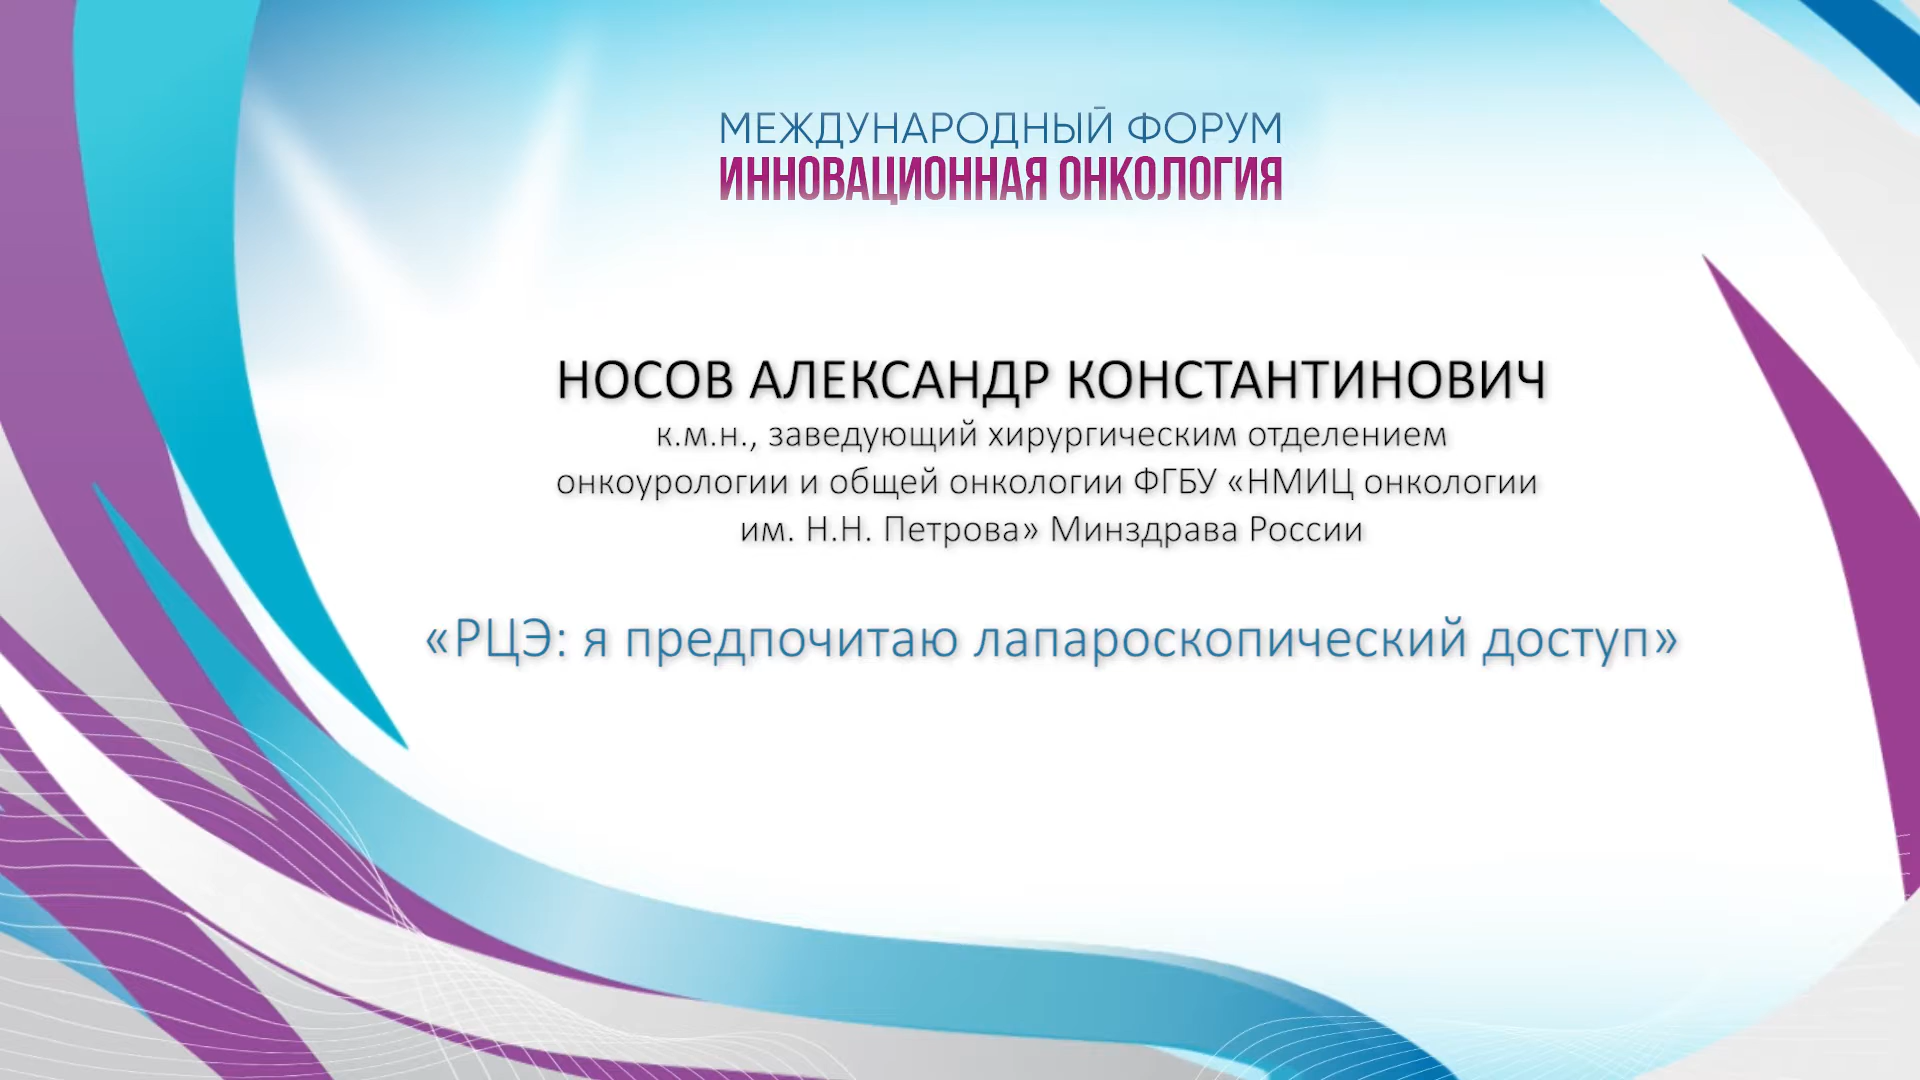 МЕЖДУНАРОДНЫЙ ФОРУМ
ИННОВАЦИОННАЯ ОНКОЛОГИЯ
НОСОВ АЛЕКСАНДР КОНСТАНТИНОВИЧ
к.м.н., заведующий хирургическим отделением
онкоурологии и общей онкологии ФГБУ «НМИЦ онкологии
им. Н.Н. Петрова» Минздрава России
«РЦЭ: я предпочитаю лапароскопический доступ»